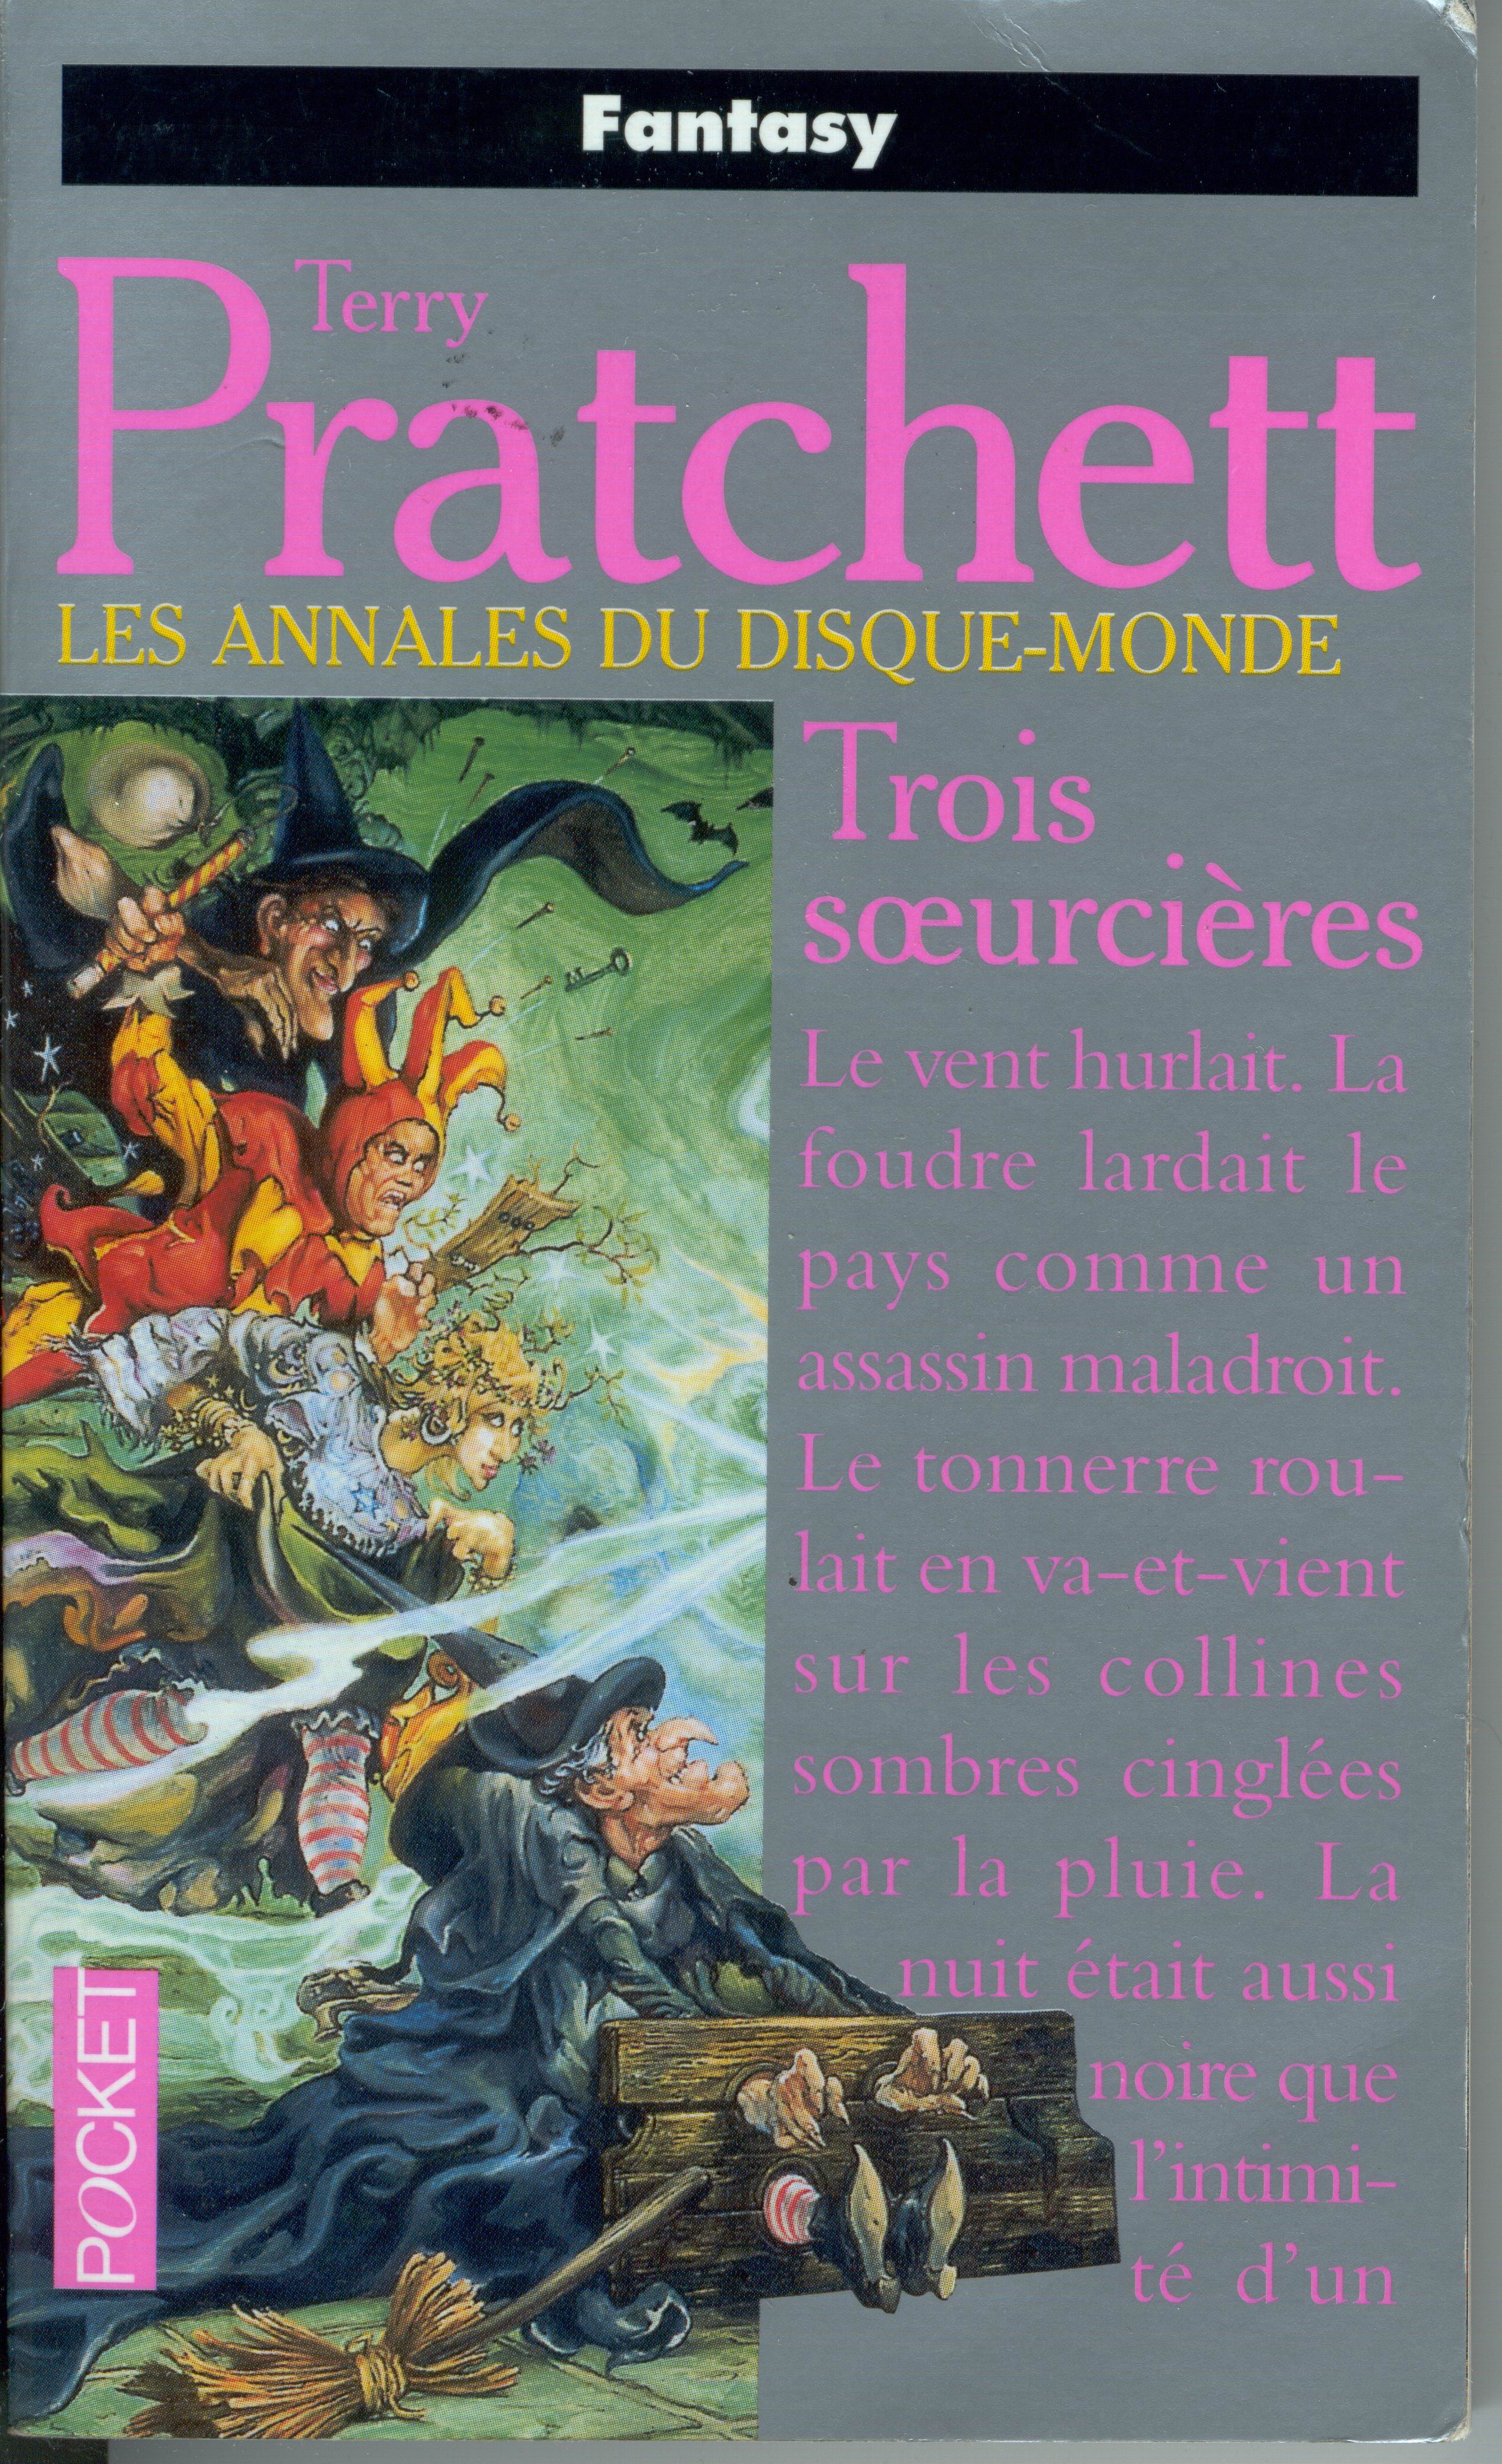 Fantasy
Terry
Pratchett
LES ANNALES DU DISQUE-MONDE
Trois
sœurcières
Le vent hurlait. La
foudre lardait le
pays comme un
assassin maladroit.
Le tonnerre rou-
lait en va-et-vient
sur les collines
sombres cinglées
par la pluie. La
nuit était aussi
noire que
l'intimi-
té d'un
POCKET